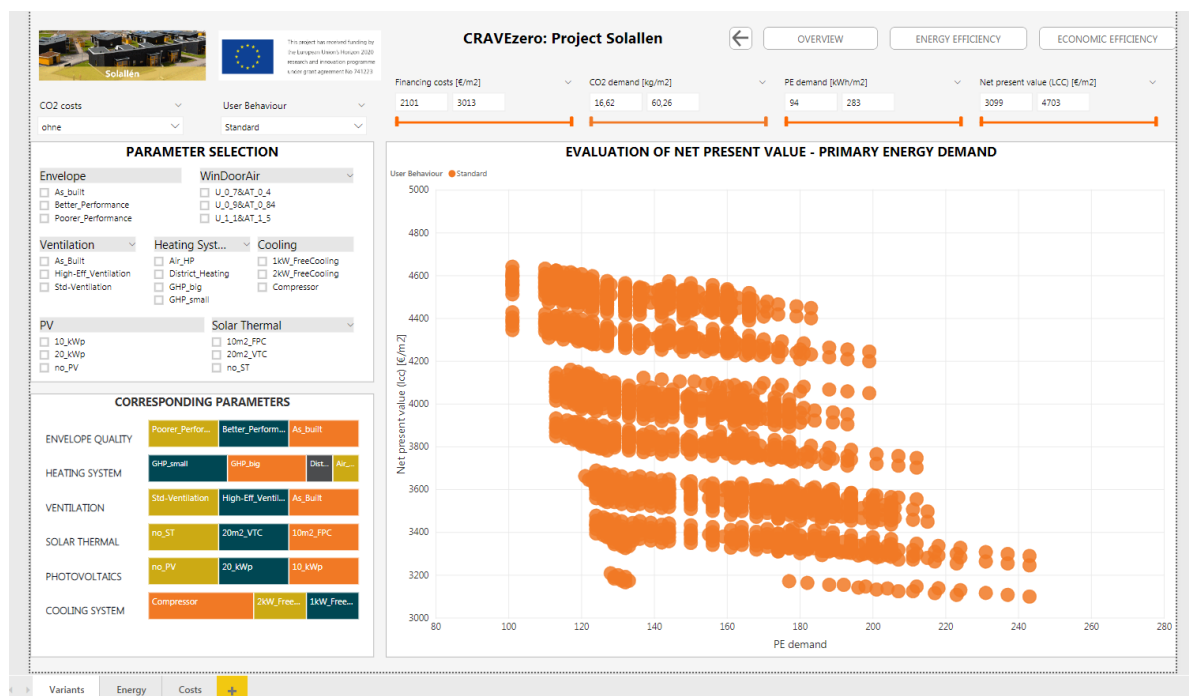 Solallén
This project has received funding by
the European Union's Horizon 2020
research and innovation programme
under grant agreement No 741223
CRAVEzero: Project Solallen
OVERVIEW
ENERGY EFFICIENCY
ECONOMIC EFFICIENCY
CO2 costs
ohne
User Behaviour
Standard
Financing costs [€/m2]
2101 3013
CO2 demand [kg/m2]
16,62 60,26
PE demand [kWh/m2]
94 283
Net present value (LCC) [€/m2]
3099 4703
PARAMETER SELECTION
Envelope
As_built
Better_Performance
Poorer_Performance
WinDoorAir
U_0_7&AT_0_4
U_0_9&AT_0_84
U_1_1&AT_1_5
Ventilation
As_Built
High-Eff_Ventilation
Std-Ventilation
Heating Syst...
Air_HP
District_Heating
GHP_big
GHP_small
Cooling
1kW_FreeCooling
2kW_FreeCooling
Compressor
PV
10_kWp
20_kWp
no_PV
Solar Thermal
10m2_FPC
20m2_VTC
no_ST
CORRESPONDING PARAMETERS
ENVELOPE QUALITY
Poorer_Perfor... Better_Perform... As_built
HEATING SYSTEM
GHP_small GHP_big Dist... Air_...
VENTILATION
Std-Ventilation High-Eff_Ventil... As_Built
SOLAR THERMAL
no_ST 20m2_VTC 10m2_FPC
PHOTOVOLTAICS
no_PV 20_kWp 10_kWp
COOLING SYSTEM
Compressor 2kW_Free... 1kW_Free...
EVALUATION OF NET PRESENT VALUE - PRIMARY ENERGY DEMAND
User Behaviour Standard
Net present value (lcc) [€/m2]
5000
4800
4600
4400
4200
4000
3800
3600
3400
3200
3000
80 100 120 140 160 180 200 220 240 260 280
PE demand
Variants Energy Costs +